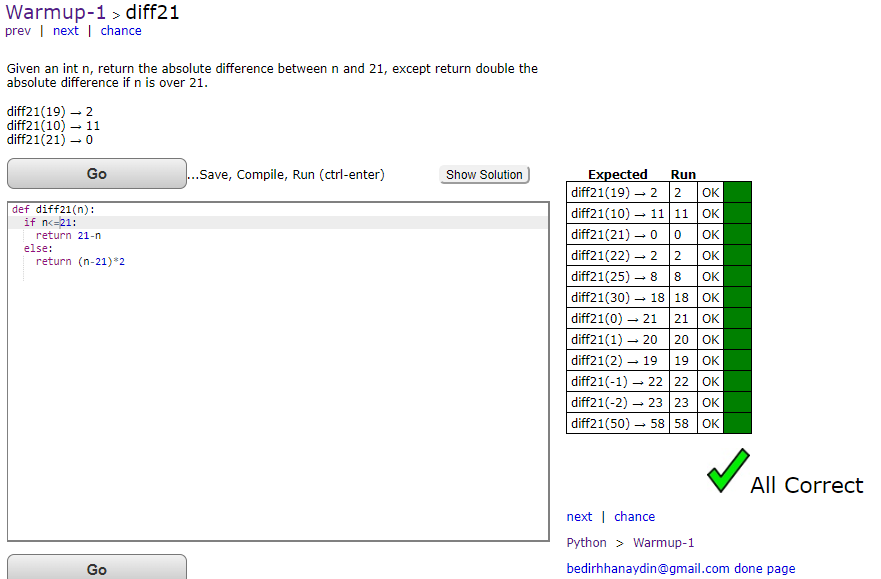 Warmup-1 > diff21
prev | next | chance
Given an int n, return the absolute difference between n and 21, except return double the
absolute difference if n is over 21.
diff21(19) → 2
diff21(10) → 11
diff21(21) → 0
Go ...Save, Compile, Run (ctrl-enter) Show Solution
def diff21(n):
if n<=21:
return 21-n
else:
return (n-21)*2
Go
Expected Run
diff21(19) → 2 2 OK
diff21(10) → 11 11 OK
diff21(21) → 0 0 OK
diff21(22) → 2 2 OK
diff21(25) → 8 8 OK
diff21(30) → 18 18 OK
diff21(0) → 21 21 OK
diff21(1) → 20 20 OK
diff21(2) → 19 19 OK
diff21(-1) → 22 22 OK
diff21(-2) → 23 23 OK
diff21(50) → 58 58 OK
All Correct
next | chance
Python > Warmup-1
bedirhhanaydin@gmail.com done page